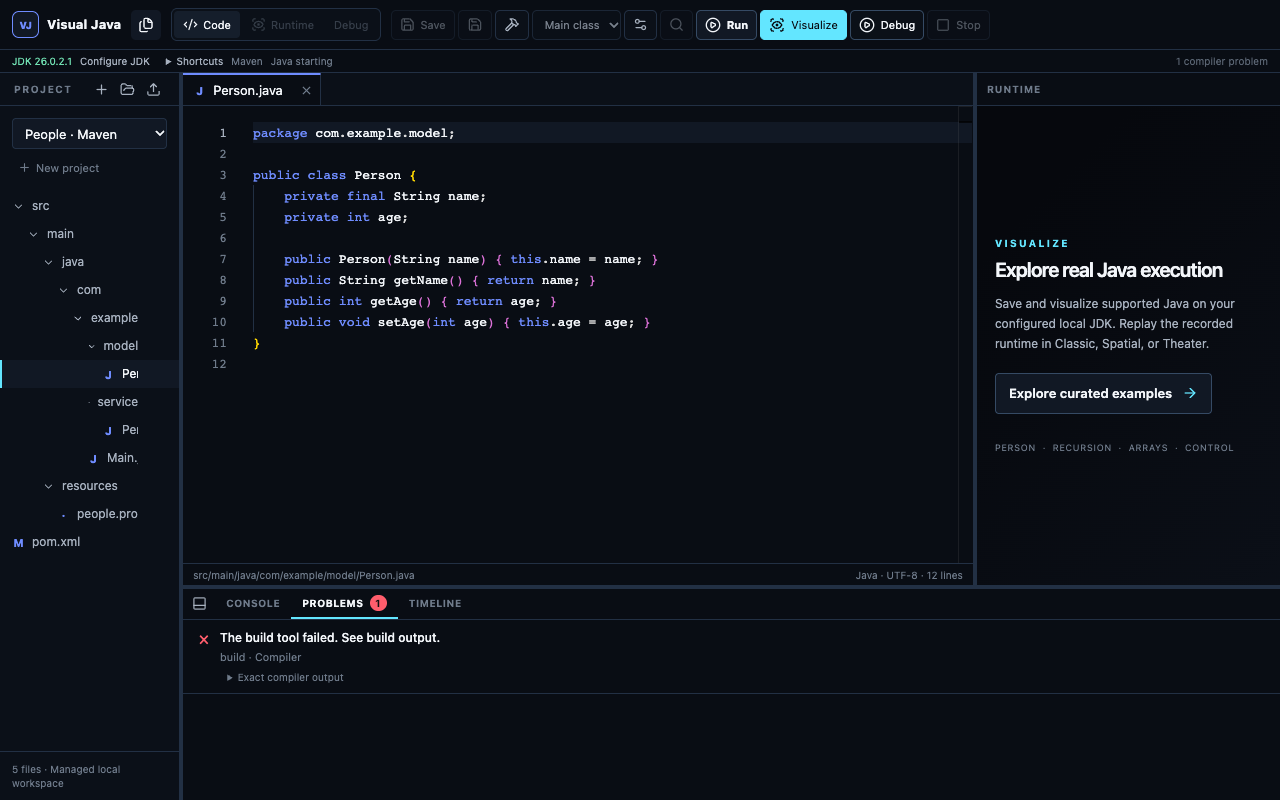 VJ Visual Java Code Runtime Debug Save Main class Run Visualize Debug Stop
JDK 26.0.2.1 Configure JDK Shortcuts Maven Java starting 1 compiler problem
PROJECT
People · Maven
New project
src
main
java
com
example
model
J Per
service
J Per
J Main.
resources
people.pro
M pom.xml
5 files · Managed local
workspace
J Person.java
1 package com.example.model;
2
3 public class Person {
4 private final String name;
5 private int age;
6
7 public Person(String name) { this.name = name; }
8 public String getName() { return name; }
9 public int getAge() { return age; }
10 public void setAge(int age) { this.age = age; }
11 }
12
src/main/java/com/example/model/Person.java Java · UTF-8 · 12 lines
RUNTIME
VISUALIZE
Explore real Java execution
Save and visualize supported Java on your
configured local JDK. Replay the recorded
runtime in Classic, Spatial, or Theater.
Explore curated examples
PERSON · RECURSION · ARRAYS · CONTROL
CONSOLE PROBLEMS 1 TIMELINE
The build tool failed. See build output.
build · Compiler
Exact compiler output